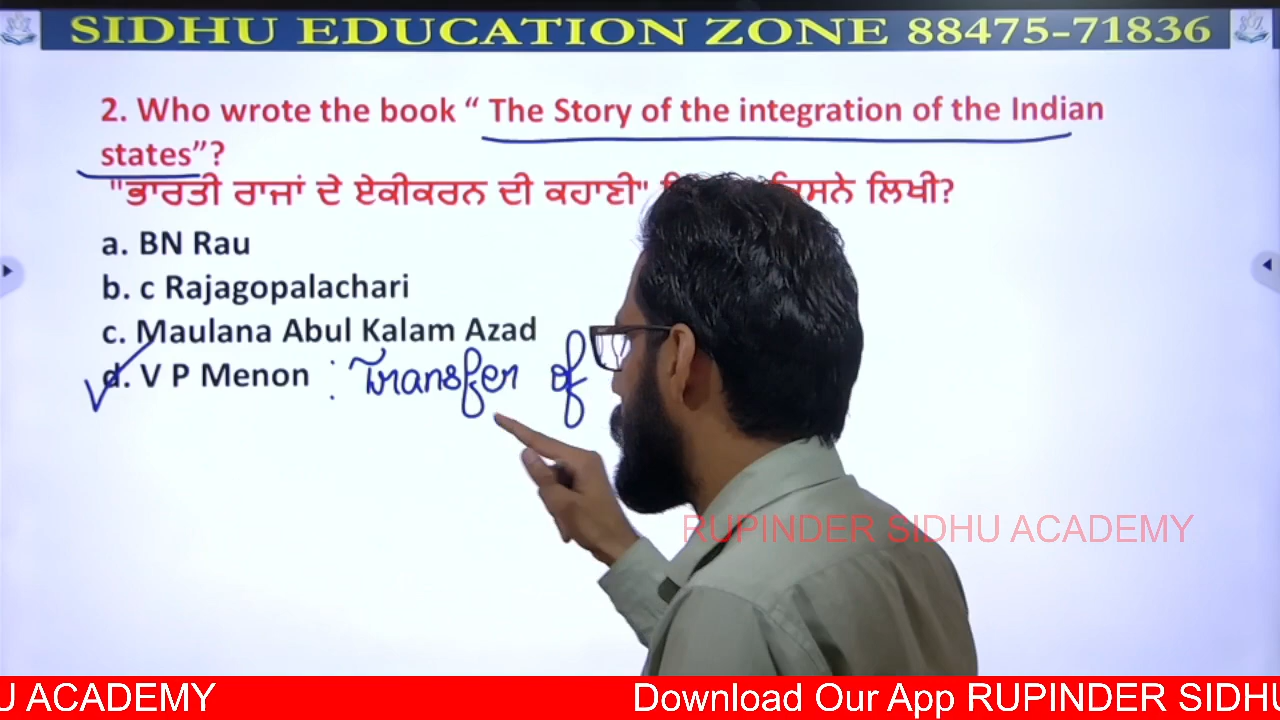 SIDHU EDUCATION ZONE 88475-71836
2. Who wrote the book “ The Story of the integration of the Indian
states”?
"ਭਾਰਤੀ ਰਾਜਾਂ ਦੇ ਏਕੀਕਰਨ ਦੀ ਕਹਾਣੀ" ਕਿਸਨੇ ਲਿਖੀ?
a. BN Rau
b. c Rajagopalachari
c. Maulana Abul Kalam Azad
d. V P Menon : Transfer of
RUPINDER SIDHU ACADEMY
U ACADEMY Download Our App RUPINDER SIDHU